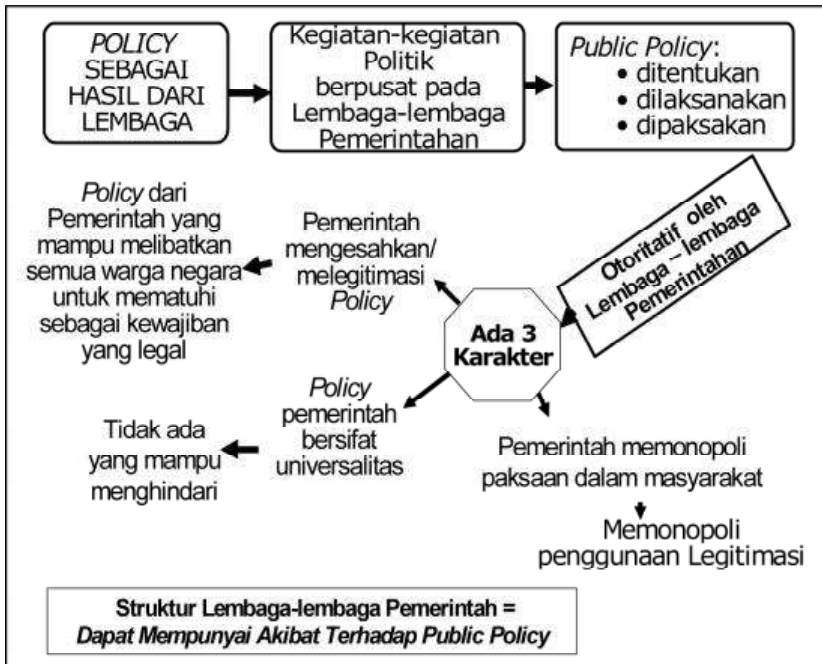 POLICY
SEBAGAI
HASIL DARI
LEMBAGA
Kegiatan-kegiatan
Politik
berpusat pada
Lembaga-lembaga
Pemerintahan
Public Policy:
• ditentukan
• dilaksanakan
• dipaksakan
Otoritatif oleh
Lembaga – lembaga
Pemerintahan
Ada 3
Karakter
Pemerintah
mengesahkan/
melegitimasi
Policy
Policy dari
Pemerintah yang
mampu melibatkan
semua warga negara
untuk mematuhi
sebagai kewajiban
yang legal
Policy
pemerintah
bersifat
universalitas
Tidak ada
yang mampu
menghindari
Pemerintah memonopoli
paksaan dalam masyarakat
Memonopoli
penggunaan Legitimasi
Struktur Lembaga-lembaga Pemerintah =
Dapat Mempunyai Akibat Terhadap Public Policy